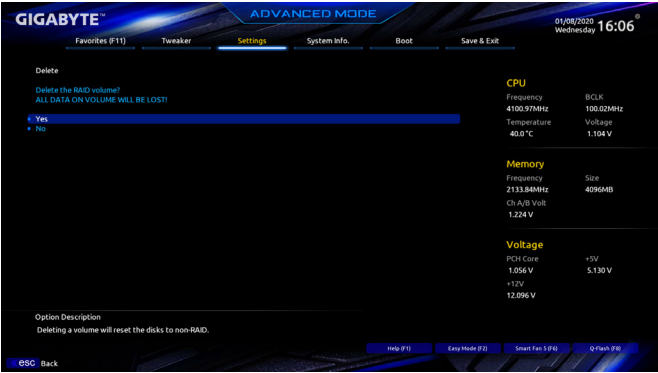 GIGABYTE™
ADVANCED MODE
01/08/2020
Wednesday
16:06
Favorites (F11)
Tweaker
Settings
System Info.
Boot
Save & Exit
Delete
Delete the RAID volume?
ALL DATA ON VOLUME WILL BE LOST!
Yes
No
CPU
Frequency BCLK
4100.97MHz 100.02MHz
Temperature Voltage
40.0 °C 1.104 V
Memory
Frequency Size
2133.84MHz 4096MB
Ch A/B Volt
1.224 V
Voltage
PCH Core +5V
1.056 V 5.130 V
+12V
12.096 V
Option Description
Deleting a volume will reset the disks to non-RAID.
Help (F1)
Easy Mode (F2)
Smart Fan 5 (F6)
Q-Flash (F8)
esc Back